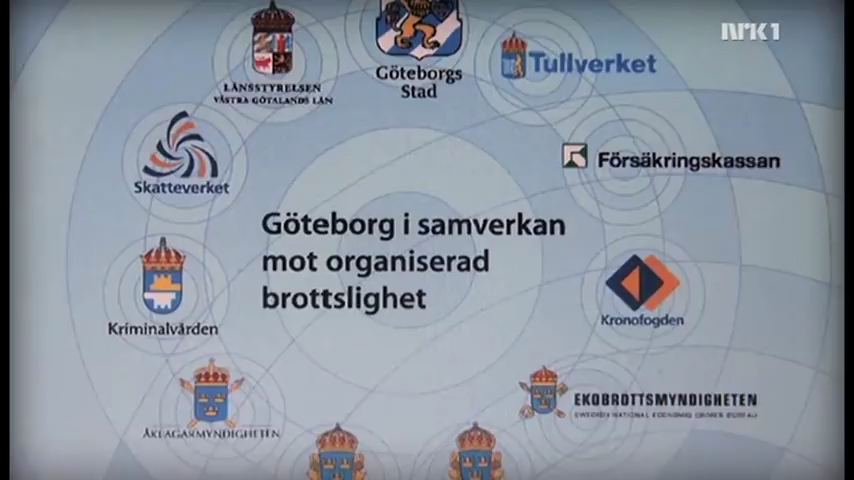 NRK1
LÄNSSTYRELSEN
VÄSTRA GÖTALANDS LÄN
Göteborgs
Stad
Tullverket
Skatteverket
Försäkringskassan
Göteborg i samverkan
mot organiserad
brottslighet
Kriminalvården
Kronofogden
ÅKLAGARMYNDIGHETEN
EKOBROTTSMYNDIGHETEN
SWEDISH NATIONAL ECONOMIC CRIMES BUREAU